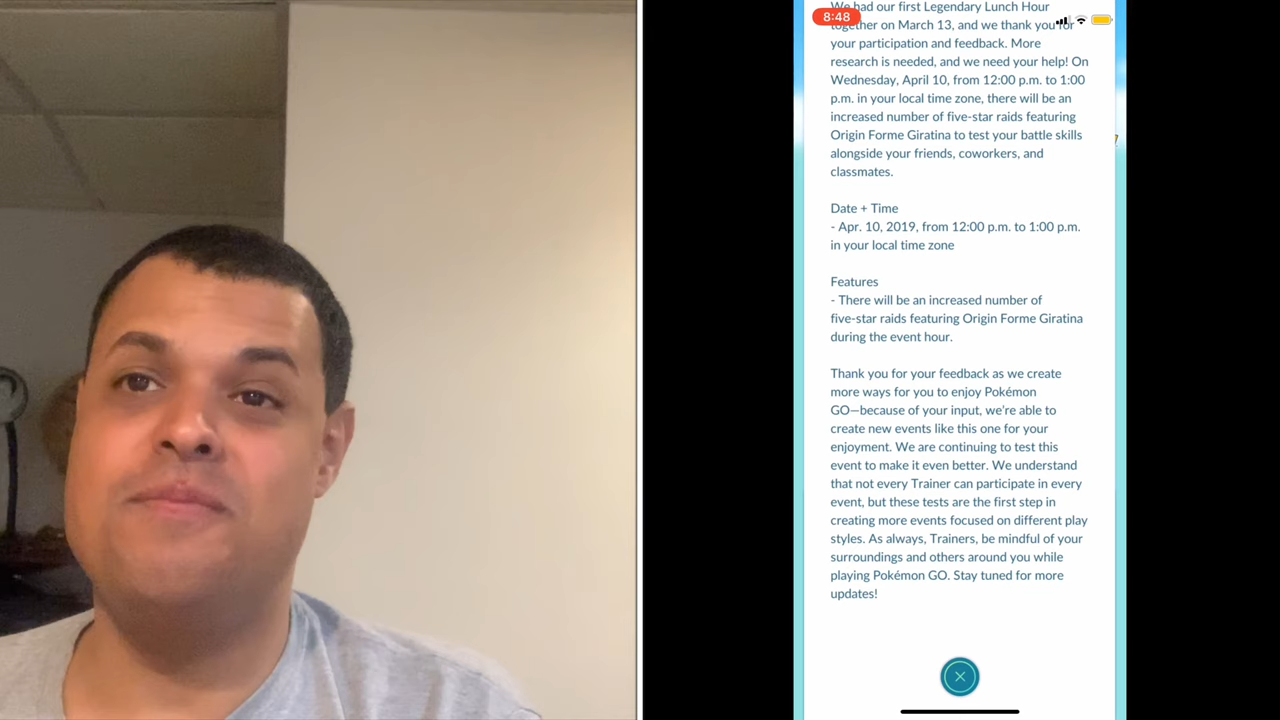 We had our first Legendary Lunch Hour
8:48
together on March 13, and we thank you for
your participation and feedback. More
research is needed, and we need your help! On
Wednesday, April 10, from 12:00 p.m. to 1:00
p.m. in your local time zone, there will be an
increased number of five-star raids featuring
Origin Forme Giratina to test your battle skills
alongside your friends, coworkers, and
classmates.
Date + Time
- Apr. 10, 2019, from 12:00 p.m. to 1:00 p.m.
in your local time zone
Features
- There will be an increased number of
five-star raids featuring Origin Forme Giratina
during the event hour.
Thank you for your feedback as we create
more ways for you to enjoy Pokémon
GO—because of your input, we're able to
create new events like this one for your
enjoyment. We are continuing to test this
event to make it even better. We understand
that not every Trainer can participate in every
event, but these tests are the first step in
creating more events focused on different play
styles. As always, Trainers, be mindful of your
surroundings and others around you while
playing Pokémon GO. Stay tuned for more
updates!